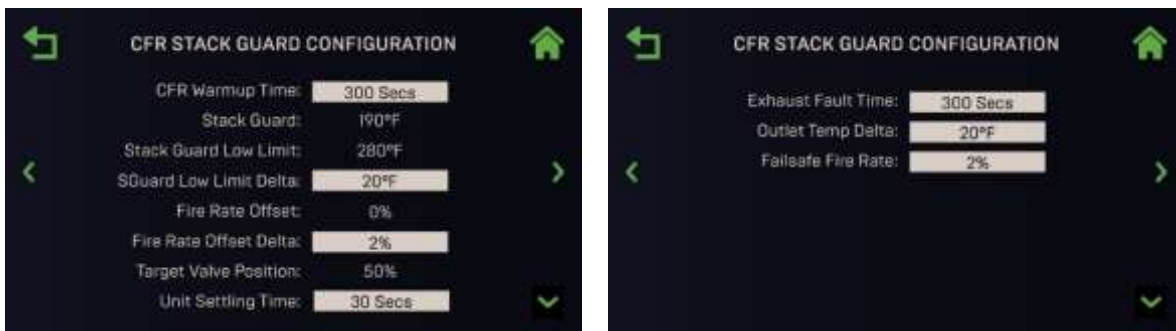 CFR STACK GUARD CONFIGURATION
CFR Warmup Time: 300 Secs
Stack Guard: 190°F
Stack Guard Low Limit: 280°F
SGuard Low Limit Delta: 20°F
Fire Rate Offset: 0%
Fire Rate Offset Delta: 2%
Target Valve Position: 50%
Unit Settling Time: 30 Secs
CFR STACK GUARD CONFIGURATION
Exhaust Fault Time: 300 Secs
Outlet Temp Delta: 20°F
Failsafe Fire Rate: 2%